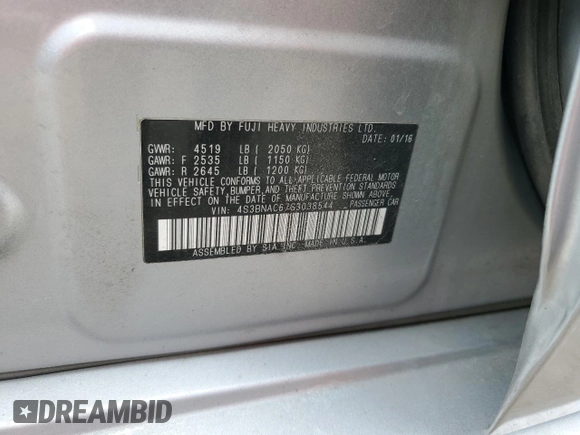 MFD BY FUJI HEAVY INDUSTRIES LTD.
DATE: 01/16
GVWR: 4519 LB ( 2050 KG)
GAWR: F 2535 LB ( 1150 KG)
GAWR: R 2645 LB ( 1200 KG)
THIS VEHICLE CONFORMS TO ALL APPLICABLE FEDERAL MOTOR
VEHICLE SAFETY, BUMPER, AND THEFT PREVENTION STANDARDS
IN EFFECT ON THE DATE OF MANUFACTURE SHOWN ABOVE.
VIN: 4S3BNAC67G3038544 PASSENGER CAR
ASSEMBLED BY S.I.A. INC.-MADE IN U.S.A.
DREAMBID